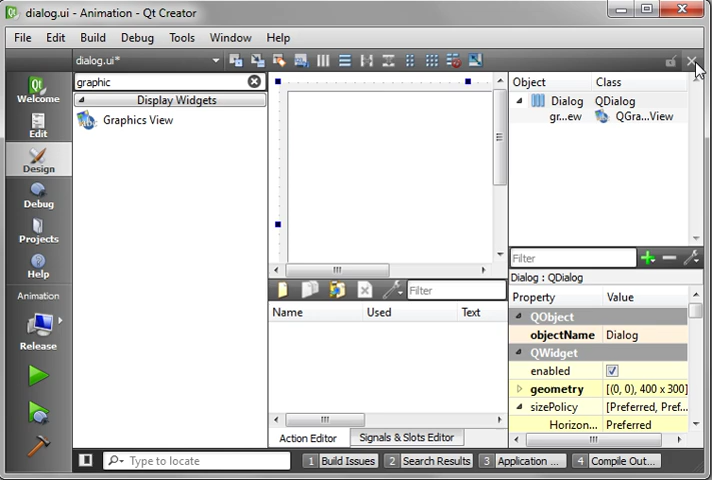 dialog.ui - Animation - Qt Creator
File Edit Build Debug Tools Window Help
dialog.ui*
Welcome
Edit
Design
Debug
Projects
Help
Animation
Release
graphic
Display Widgets
Graphics View
Object Class
Dialog QDialog
gr...ew QGra...View
Filter
Dialog : QDialog
Property Value
QObject
objectName Dialog
QWidget
enabled
geometry [(0, 0), 400 x 300]
sizePolicy [Preferred, Pref...
Horizon... Preferred
Filter
Name Used Text
Action Editor Signals & Slots Editor
Type to locate
1 Build Issues 2 Search Results 3 Application ... 4 Compile Out...